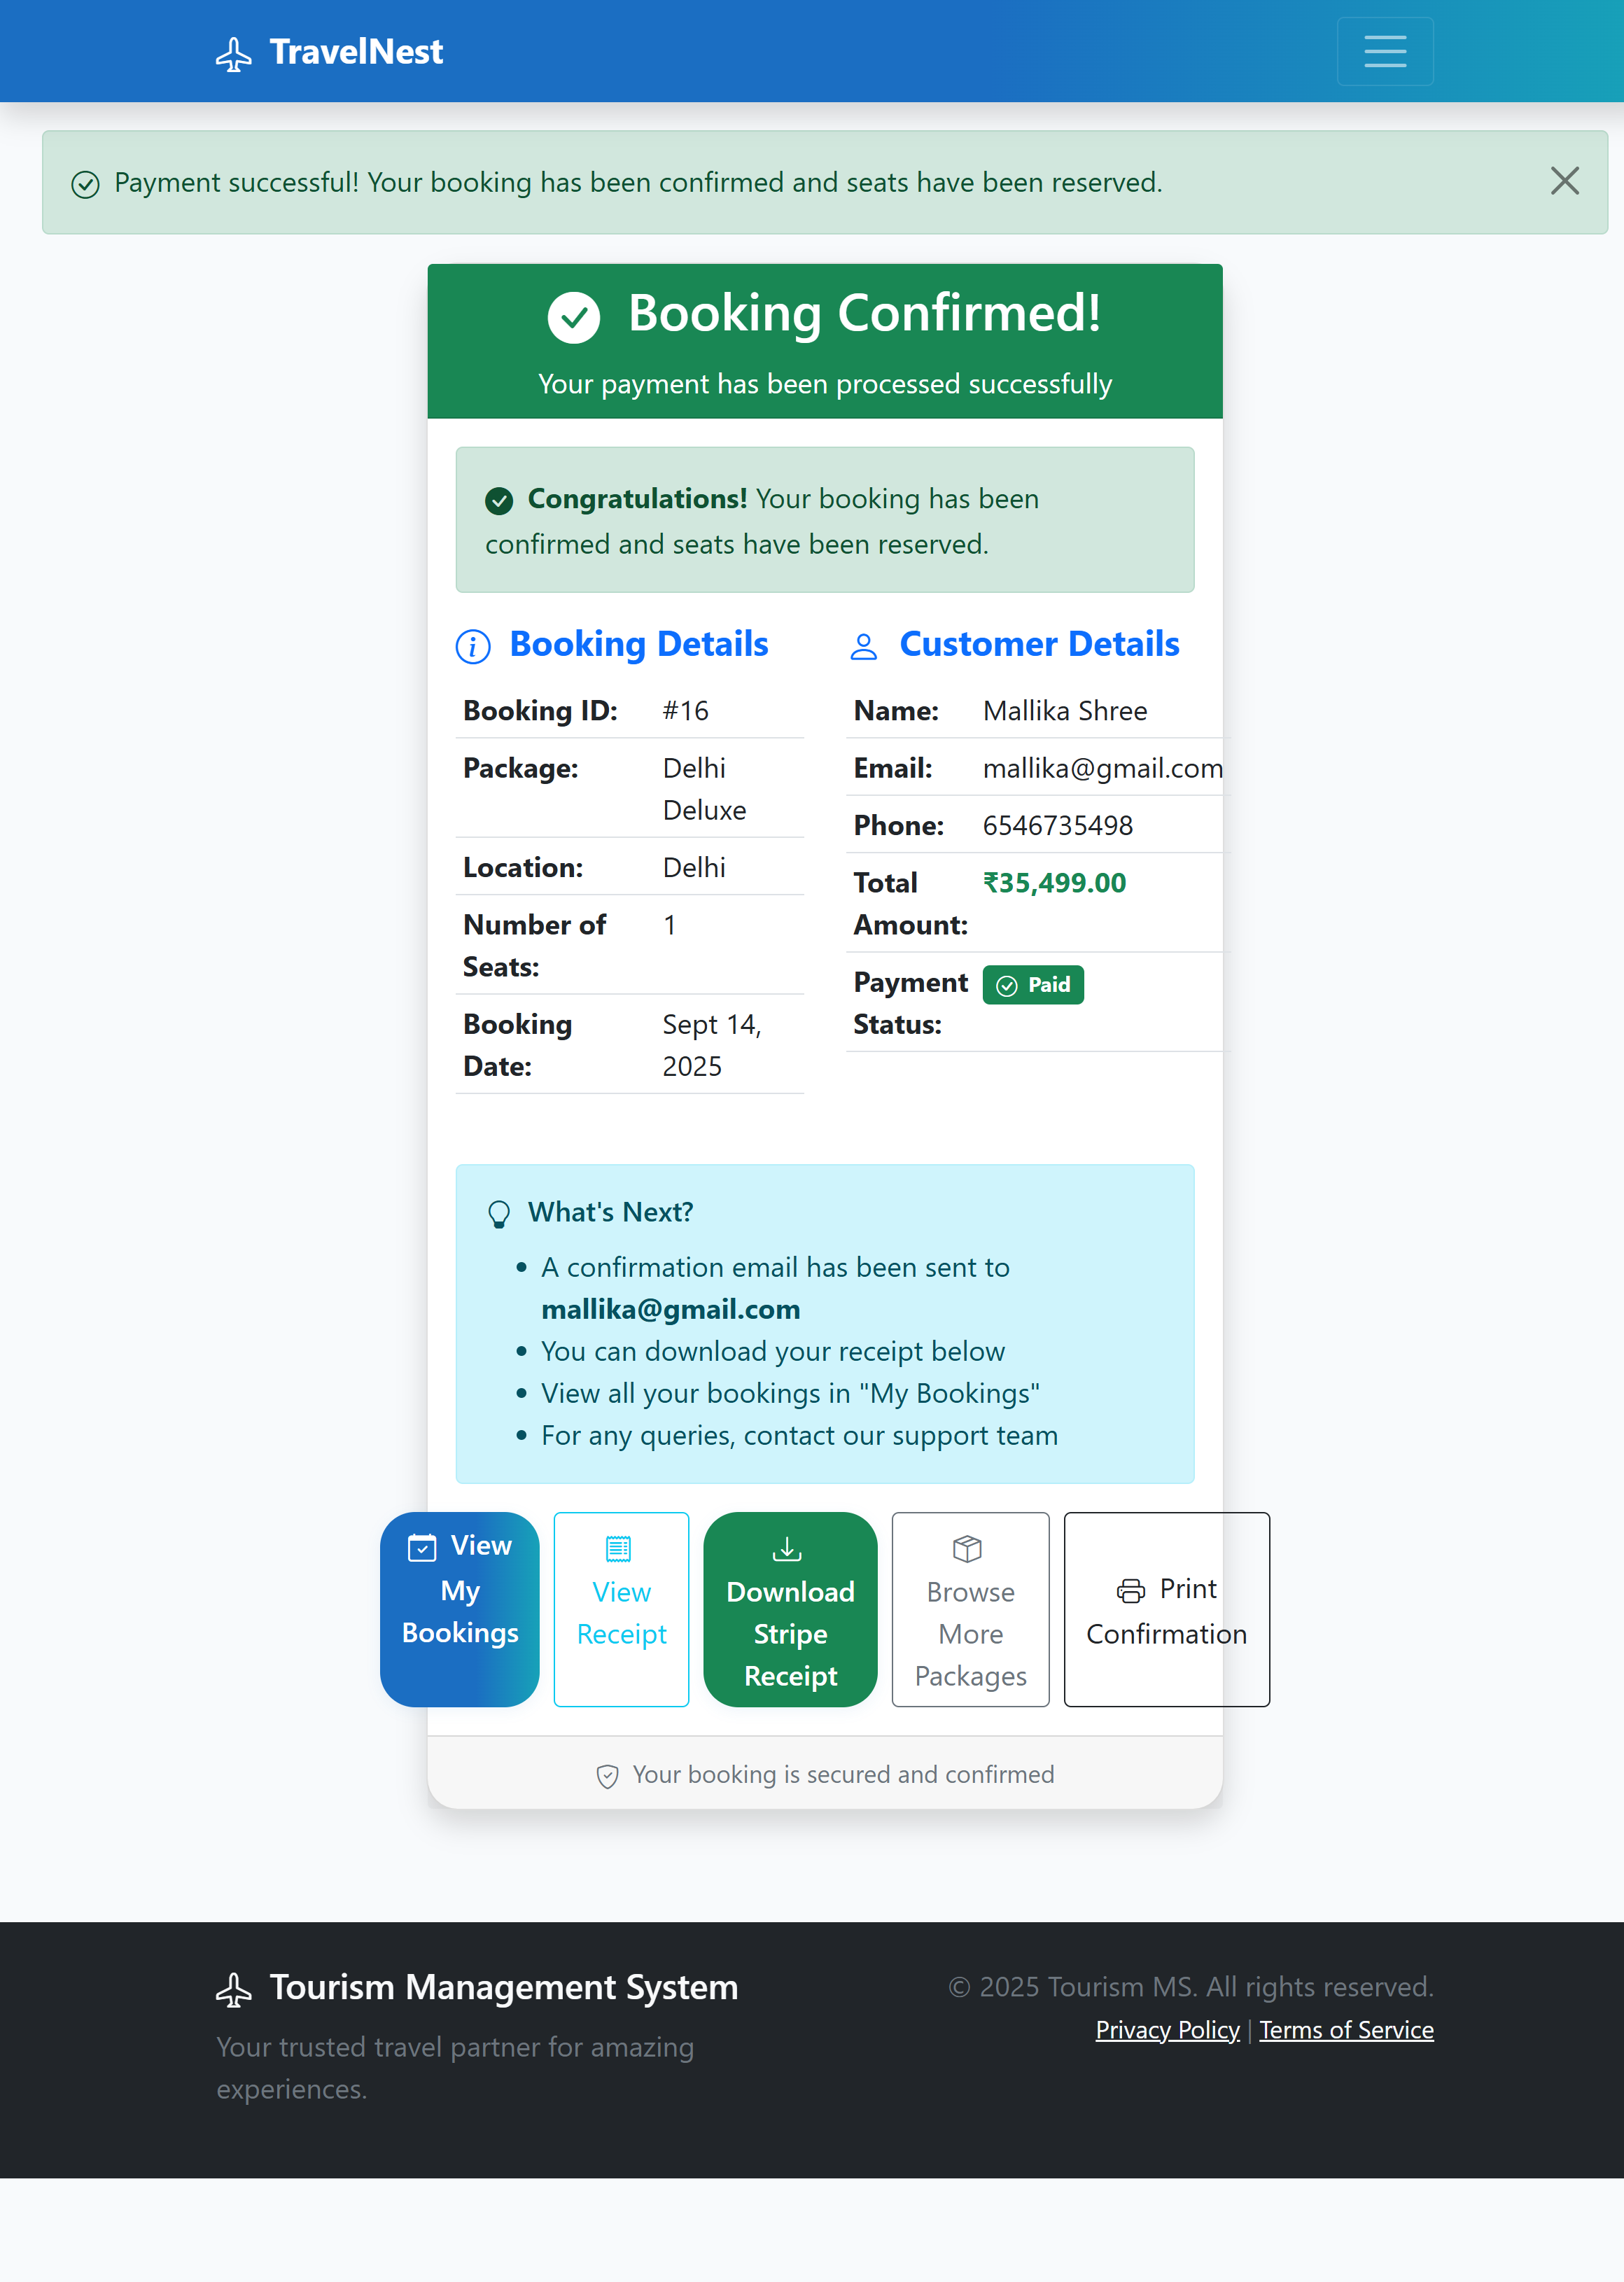 TravelNest
Payment successful! Your booking has been confirmed and seats have been reserved.
Booking Confirmed!
Your payment has been processed successfully
Congratulations! Your booking has been
confirmed and seats have been reserved.
Booking Details
Booking ID: #16
Package: Delhi
Deluxe
Location: Delhi
Number of 1
Seats:
Booking Sept 14,
Date: 2025
Customer Details
Name: Mallika Shree
Email: mallika@gmail.com
Phone: 6546735498
Total ₹35,499.00
Amount:
Payment Paid
Status:
What's Next?
• A confirmation email has been sent to
mallika@gmail.com
• You can download your receipt below
• View all your bookings in "My Bookings"
• For any queries, contact our support team
View
My
Bookings
View
Receipt
Download
Stripe
Receipt
Browse
More
Packages
Print
Confirmation
Your booking is secured and confirmed
Tourism Management System
Your trusted travel partner for amazing
experiences.
© 2025 Tourism MS. All rights reserved.
Privacy Policy | Terms of Service